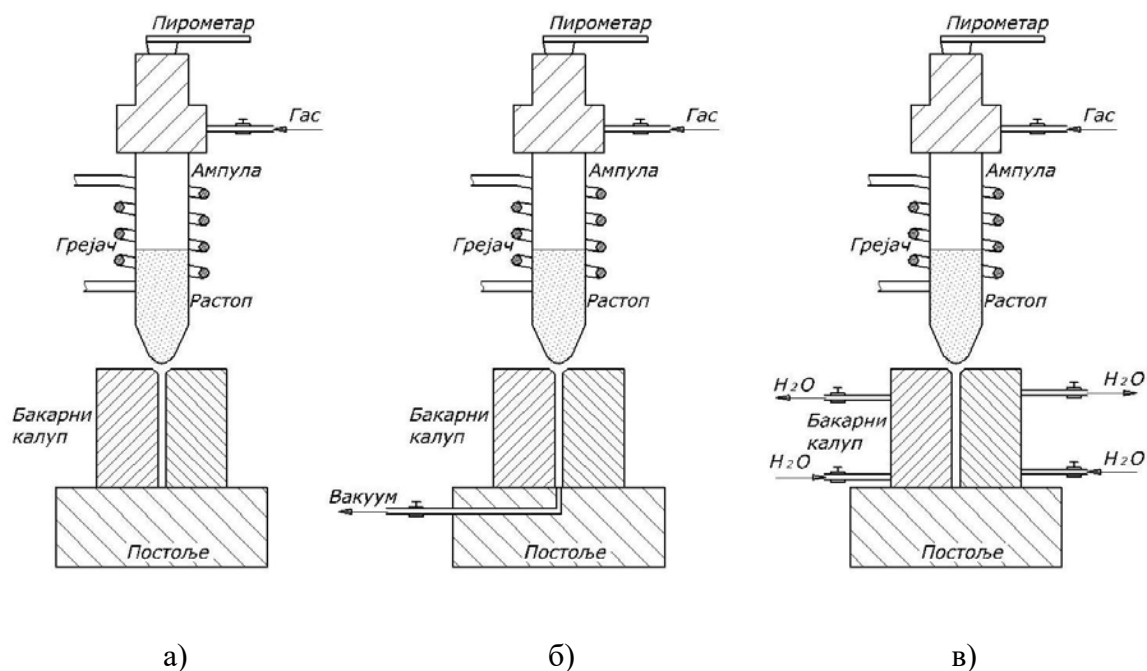 Пирометар
Гас
Ампула
Грејач
Растоп
Бакарни
калуп
Постоље
а)
Пирометар
Гас
Ампула
Грејач
Растоп
Бакарни
калуп
Вакуум
Постоље
б)
Пирометар
Гас
Ампула
Грејач
Растоп
H₂O
H₂O
Бакарни
калуп
H₂O
H₂O
Постоље
в)